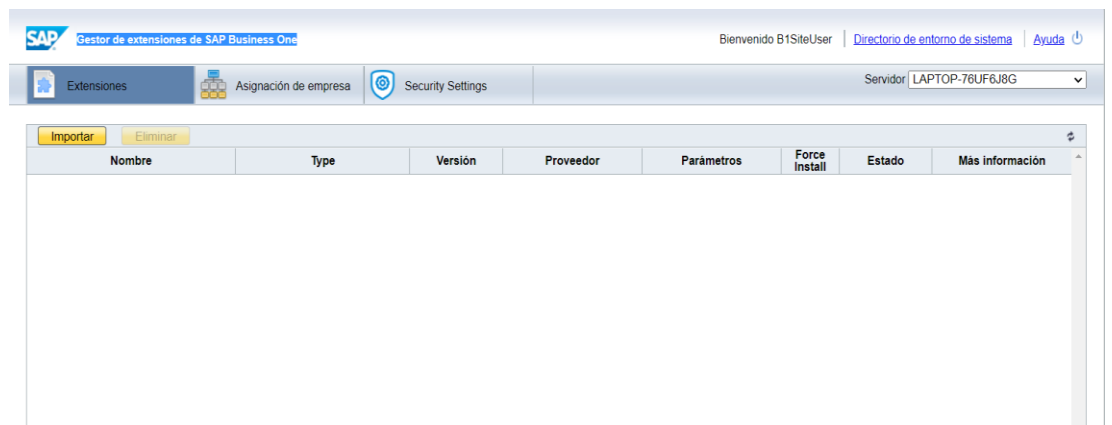 SAP Gestor de extensiones de SAP Business One Bienvenido B1SiteUser Directorio de entorno de sistema Ayuda
Extensiones Asignación de empresa Security Settings Servidor LAPTOP-76UF6J8G
Importar Eliminar
Nombre Type Versión Proveedor Parámetros Force Install Estado Más información